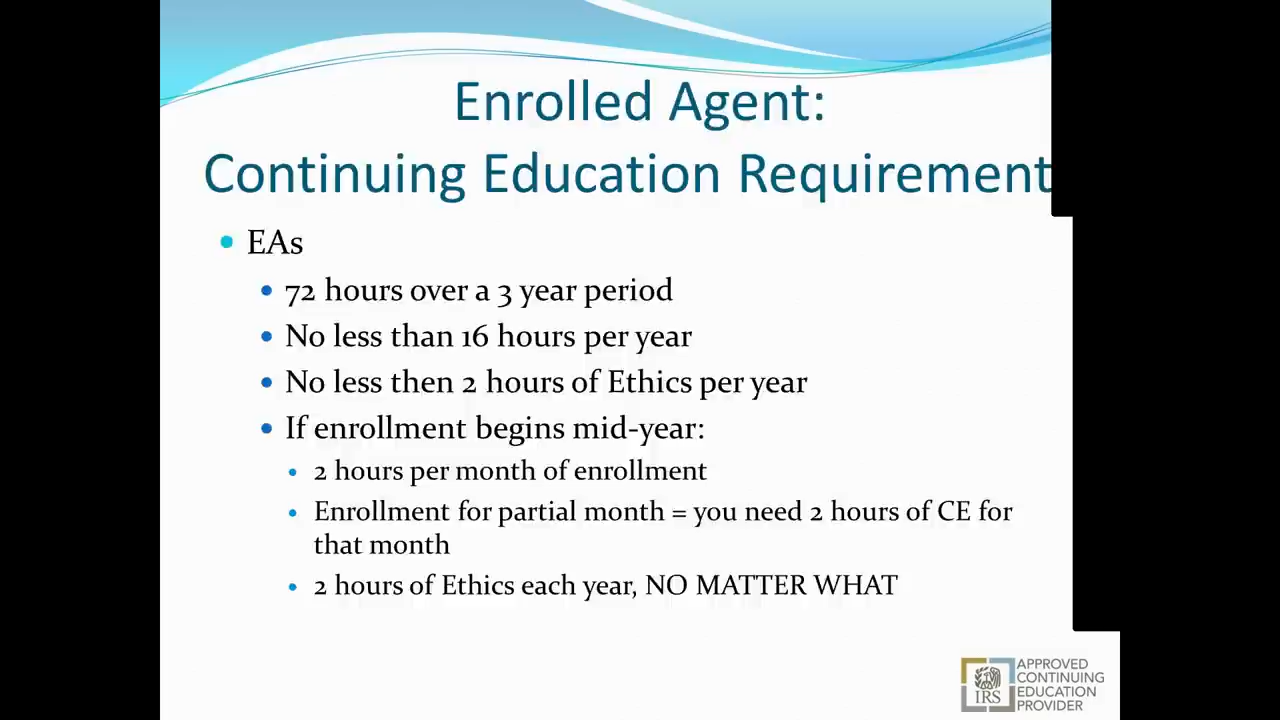 Enrolled Agent:
Continuing Education Requirement
EAs
72 hours over a 3 year period
No less than 16 hours per year
No less then 2 hours of Ethics per year
If enrollment begins mid-year:
2 hours per month of enrollment
Enrollment for partial month = you need 2 hours of CE for
that month
2 hours of Ethics each year, NO MATTER WHAT
IRS
APPROVED
CONTINUING
EDUCATION
PROVIDER